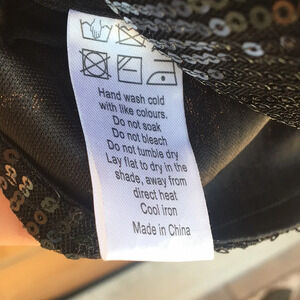 Hand wash cold
with like colours.
Do not soak
Do not bleach
Do not tumble dry
Lay flat to dry in the
shade, away from
direct heat
Cool iron
Made in China